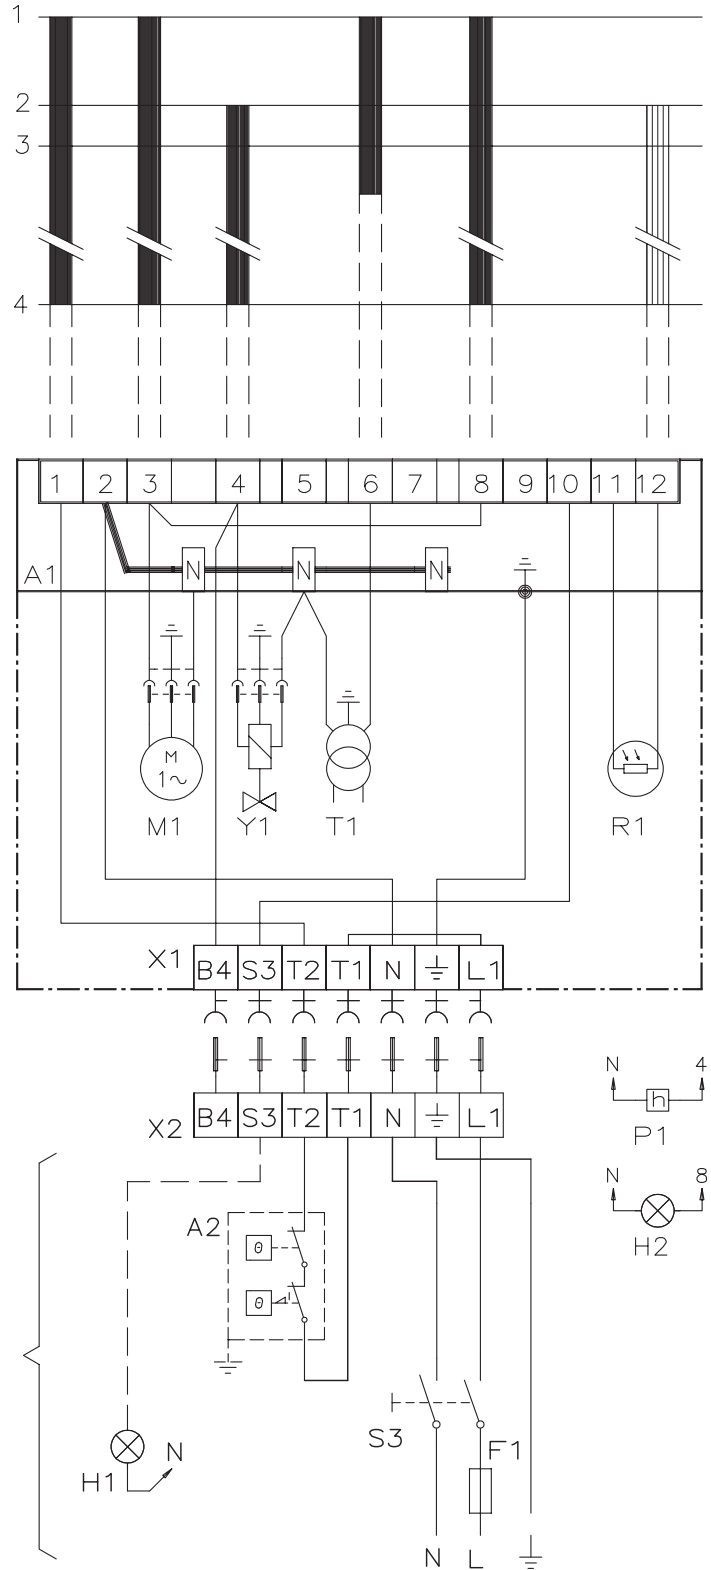 1
2
3
4
1 2 3 4 5 6 7 8 9 10 11 12
A1 N N N
M
1~
M1 Y1 T1 R1
X1 B4 S3 T2 T1 N L1
N 4
h
P1
X2 B4 S3 T2 T1 N L1
N 8
H2
A2
θ
θ
S3 F1
H1 N
N L